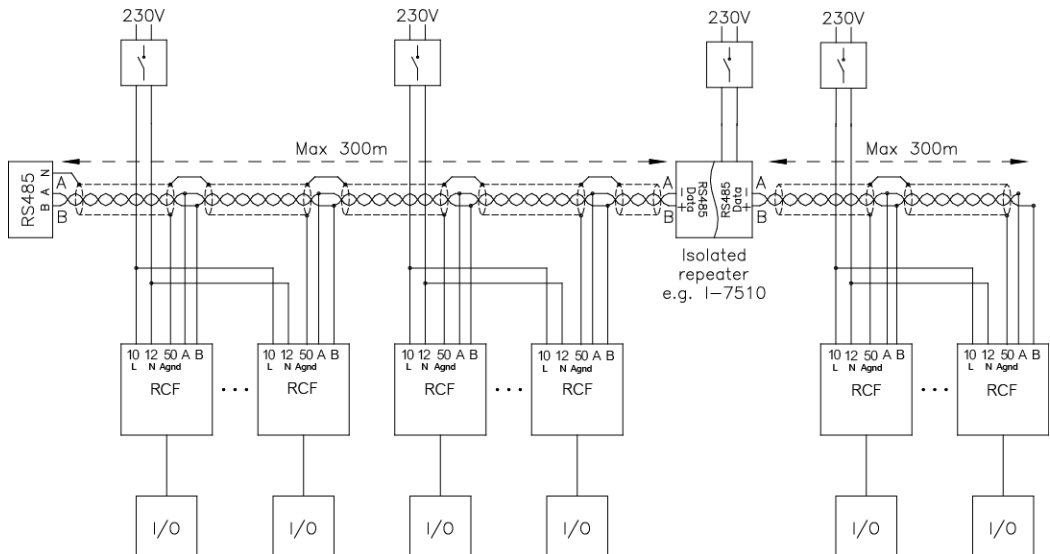 230V
230V
230V
230V
Max 300m
Max 300m
RS485
N
A
B
A
B
A
B
RS485
Data
− +
RS485
Data
− +
A
B
Isolated
repeater
e.g. I-7510
10 12 50 A B
L N Agnd
RCF
...
10 12 50 A B
L N Agnd
RCF
10 12 50 A B
L N Agnd
RCF
...
10 12 50 A B
L N Agnd
RCF
10 12 50 A B
L N Agnd
RCF
...
10 12 50 A B
L N Agnd
RCF
I/O
I/O
I/O
I/O
I/O
I/O